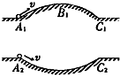 v B₁
A₁ C₁
v
A₂ C₂